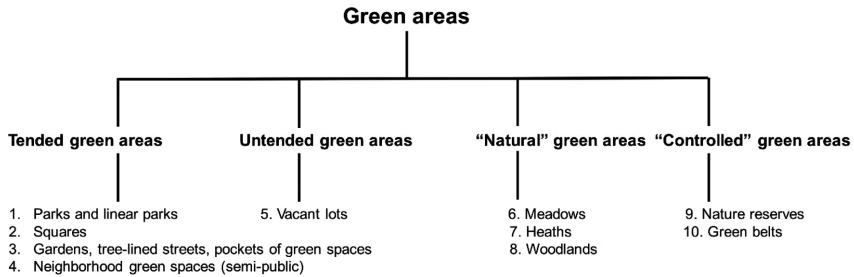 Green areas
Tended green areas
Untended green areas
“Natural” green areas
“Controlled” green areas
1. Parks and linear parks
2. Squares
3. Gardens, tree-lined streets, pockets of green spaces
4. Neighborhood green spaces (semi-public)
5. Vacant lots
6. Meadows
7. Heaths
8. Woodlands
9. Nature reserves
10. Green belts